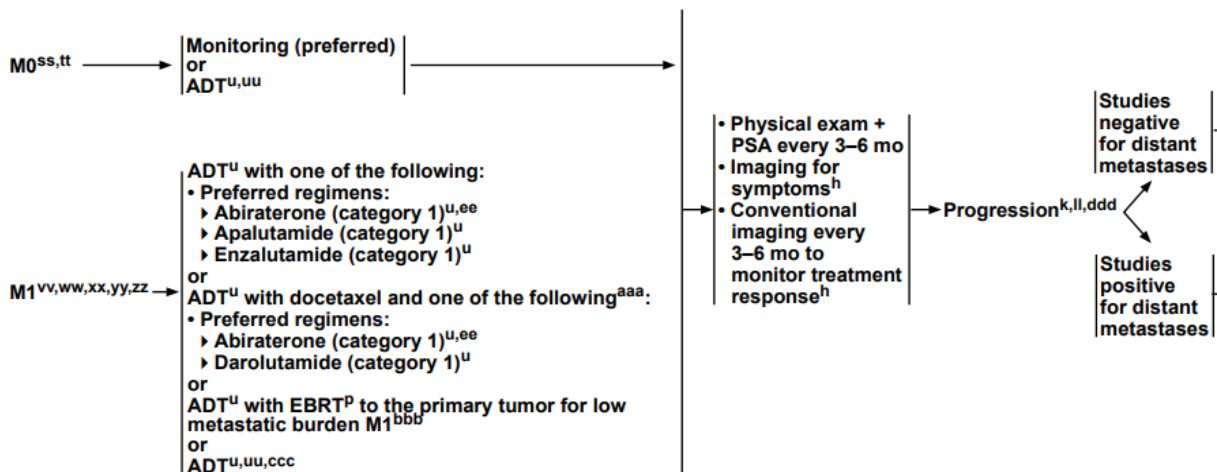 M0ss,tt
Monitoring (preferred)
or
ADTu,uu
M1vv,ww,xx,yy,zz
ADTu with one of the following:
• Preferred regimens:
Abiraterone (category 1)u,ee
Apalutamide (category 1)u
Enzalutamide (category 1)u
or
ADTu with docetaxel and one of the followingaaa:
• Preferred regimens:
Abiraterone (category 1)u,ee
Darolutamide (category 1)u
or
ADTu with EBRTp to the primary tumor for low
metastatic burden M1bbb
or
ADTu,uu,ccc
• Physical exam +
PSA every 3–6 mo
• Imaging for
symptomsh
• Conventional
imaging every
3–6 mo to
monitor treatment
responseh
Progressionk,ll,ddd
Studies
negative
for distant
metastases
Studies
positive
for distant
metastases